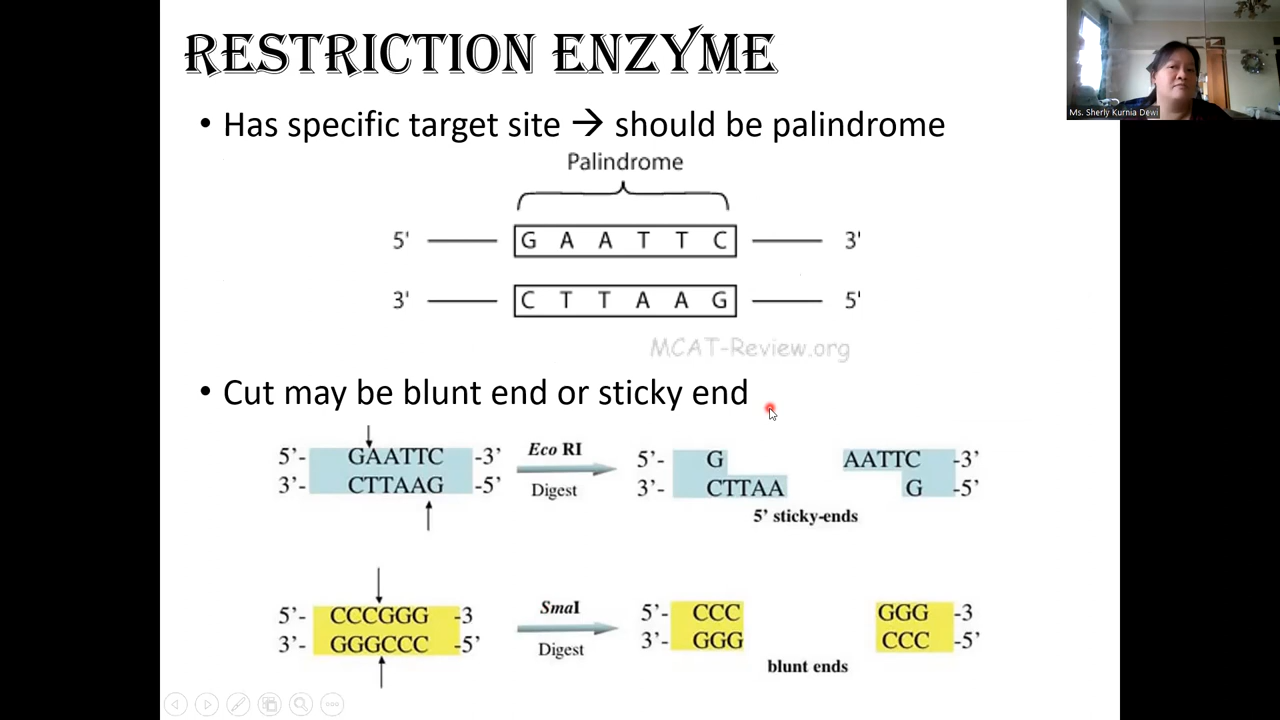 RESTRICTION ENZYME
Ms. Sherly Kurnia Dewi
• Has specific target site → should be palindrome
Palindrome
5' G A A T T C 3'
3' C T T A A G 5'
MCAT-Review.org
• Cut may be blunt end or sticky end
5'- GAATTC -3' Eco RI 5'- G AATTC -3'
3'- CTTAAG -5' Digest 3'- CTTAA G -5'
5' sticky-ends
5'- CCCGGG -3 SmaI 5'- CCC GGG -3
3'- GGGCCC -5' Digest 3'- GGG CCC -5'
blunt ends